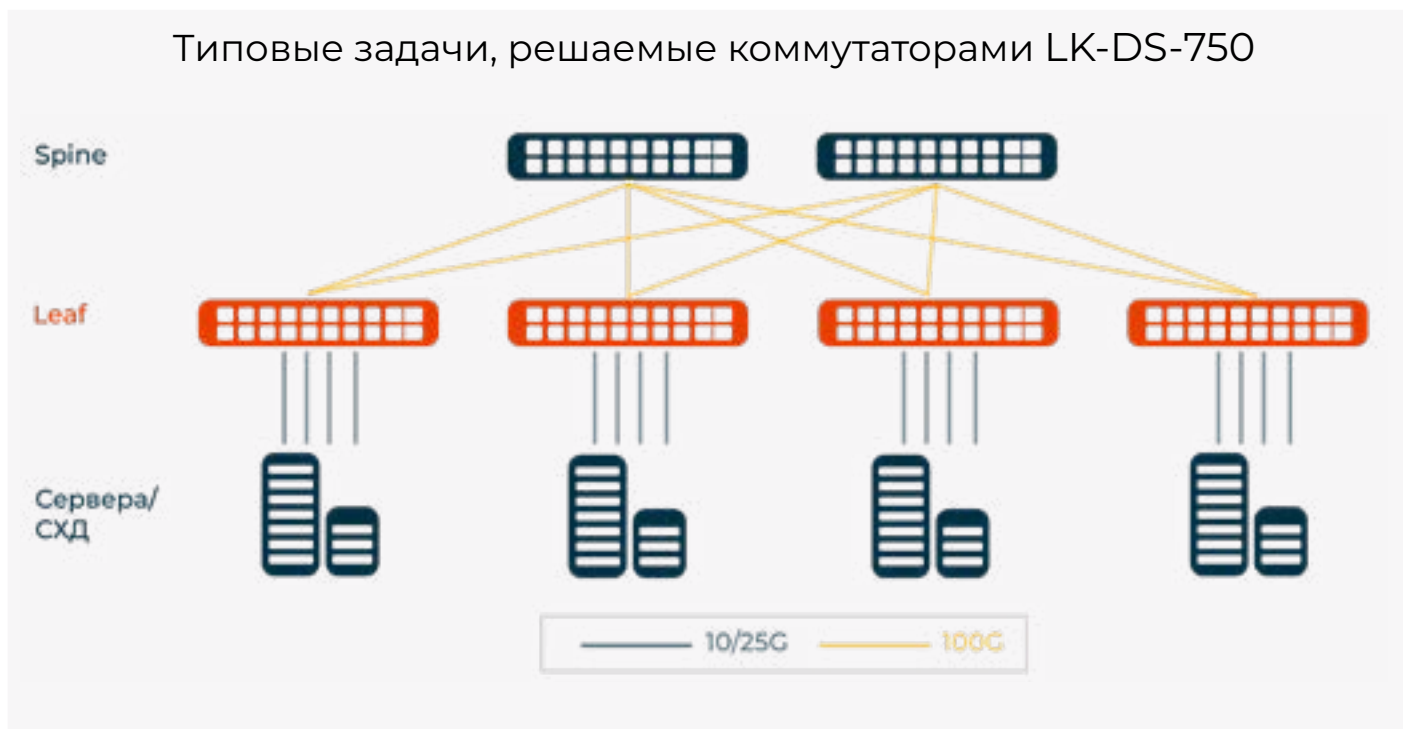 Типовые задачи, решаемые коммутаторами LK-DS-750
Spine
Leaf
Сервера/
СХД
10/25G
100G